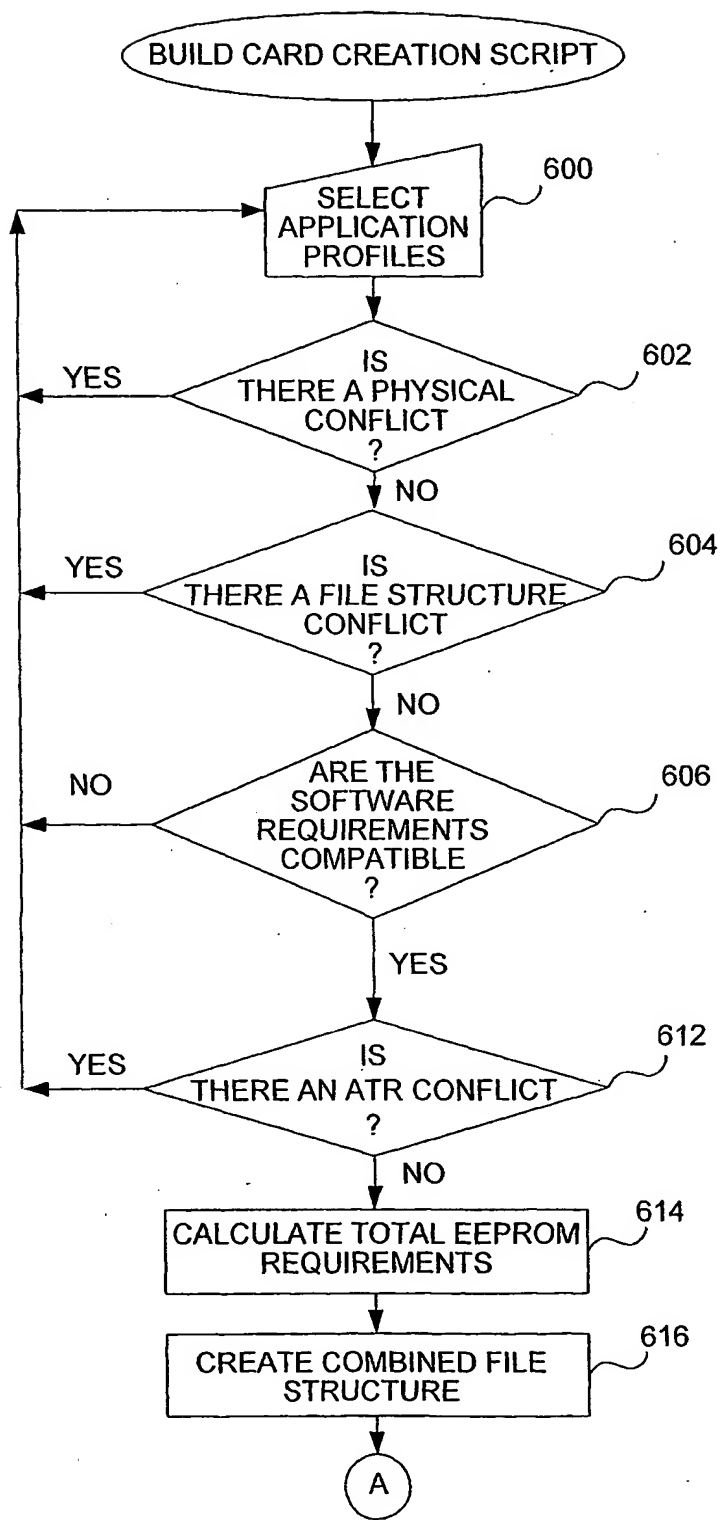 BUILD CARD CREATION SCRIPT
600
SELECT
APPLICATION
PROFILES
602
IS
THERE A PHYSICAL
CONFLICT
?
YES
NO
604
IS
THERE A FILE STRUCTURE
CONFLICT
?
YES
NO
606
ARE THE
SOFTWARE
REQUIREMENTS
COMPATIBLE
?
NO
YES
612
IS
THERE AN ATR CONFLICT
?
YES
NO
614
CALCULATE TOTAL EEPROM
REQUIREMENTS
616
CREATE COMBINED FILE
STRUCTURE
A